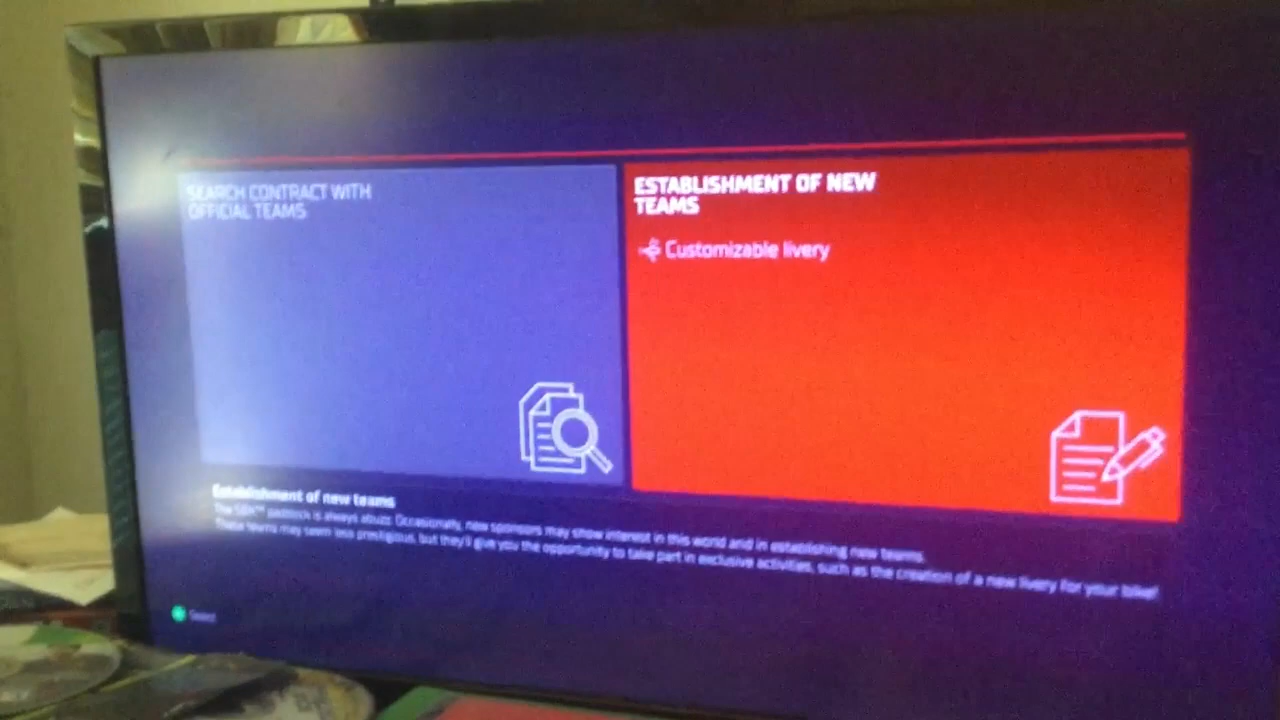 SEARCH CONTRACT WITH
OFFICIAL TEAMS
ESTABLISHMENT OF NEW
TEAMS
Customizable livery
Establishment of new teams
The SBK™ paddock is always abuzz. Occasionally, new sponsors may show interest in this world and in establishing new teams.
These teams may seem less prestigious, but they'll give you the opportunity to take part in exclusive activities, such as the creation of a new livery for your bike!
Select